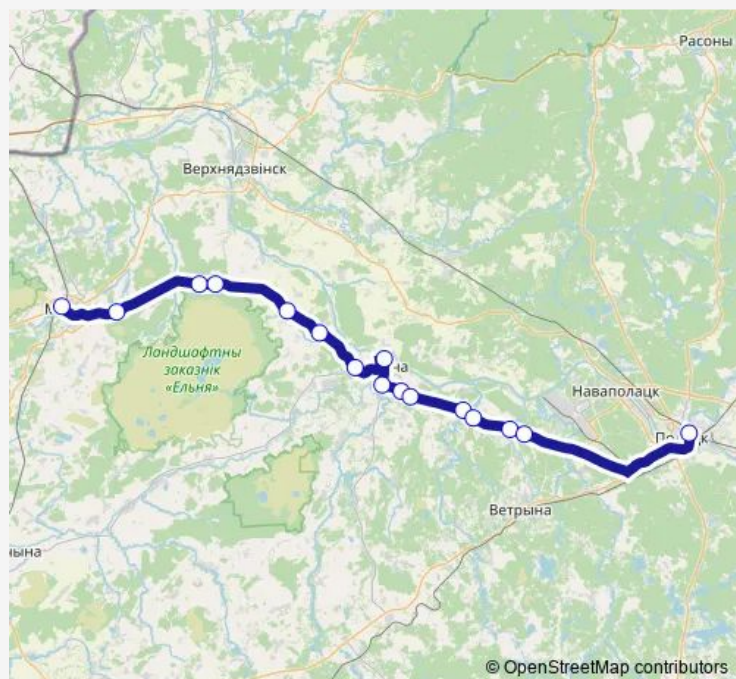 Расоны
Верхнядзвінск
Ландшафтны
заказнік
«Ельня»
Наваполацк
Ветрына
© OpenStreetMap contributors